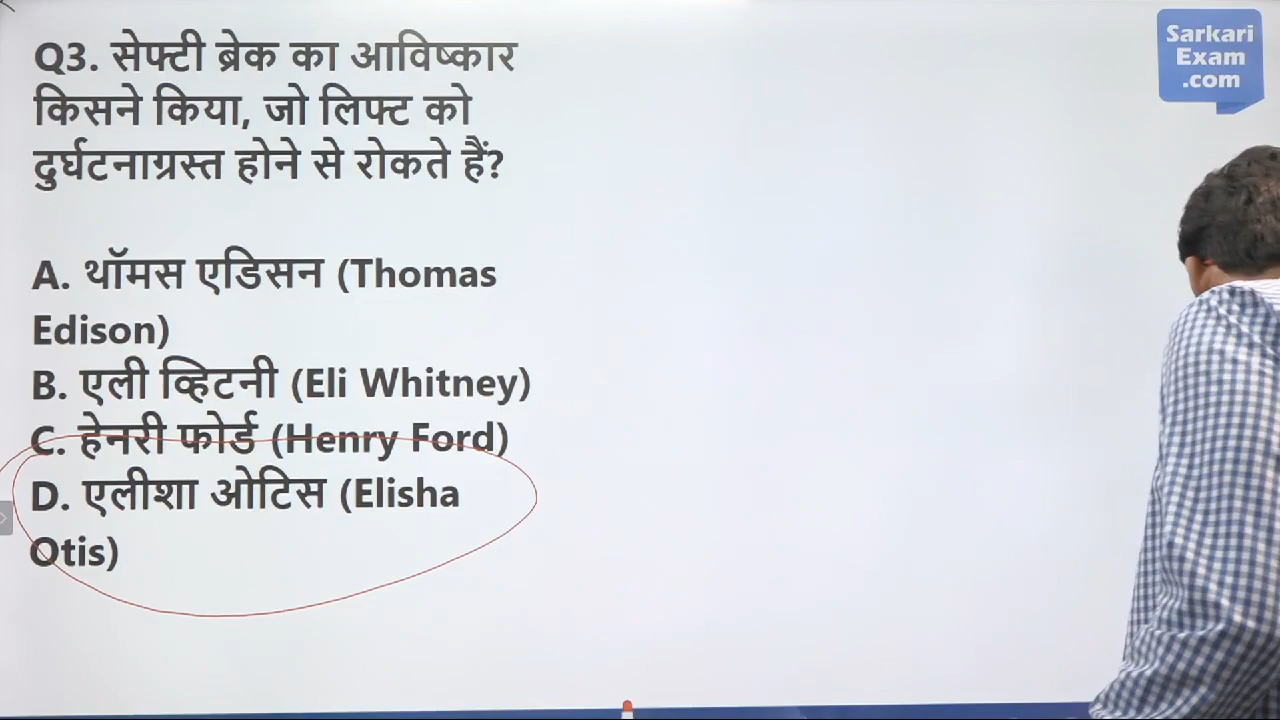 Q3. सेफ्टी ब्रेक का आविष्कार
किसने किया, जो लिफ्ट को
दुर्घटनाग्रस्त होने से रोकते हैं?
A. थॉमस एडिसन (Thomas
Edison)
B. एली व्हिटनी (Eli Whitney)
C. हेनरी फोर्ड (Henry Ford)
D. एलीशा ओटिस (Elisha
Otis)
Sarkari
Exam
.com